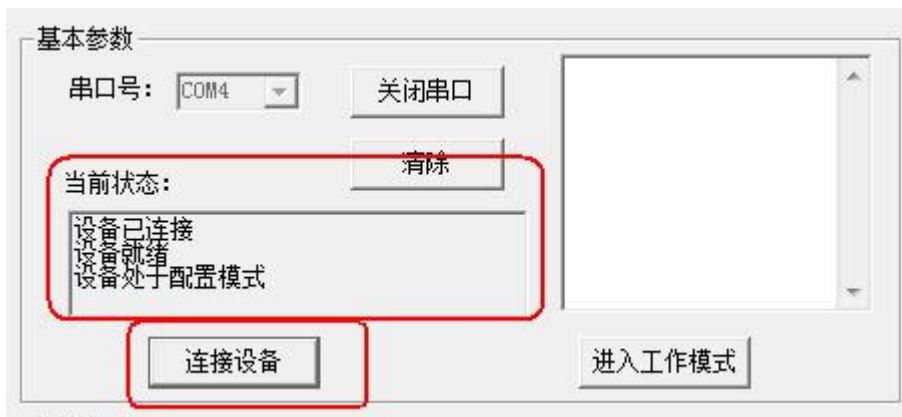 基本参数
串口号：
COM4
关闭串口
清除
当前状态：
设备已连接
设备就绪
设备处于配置模式
连接设备
进入工作模式